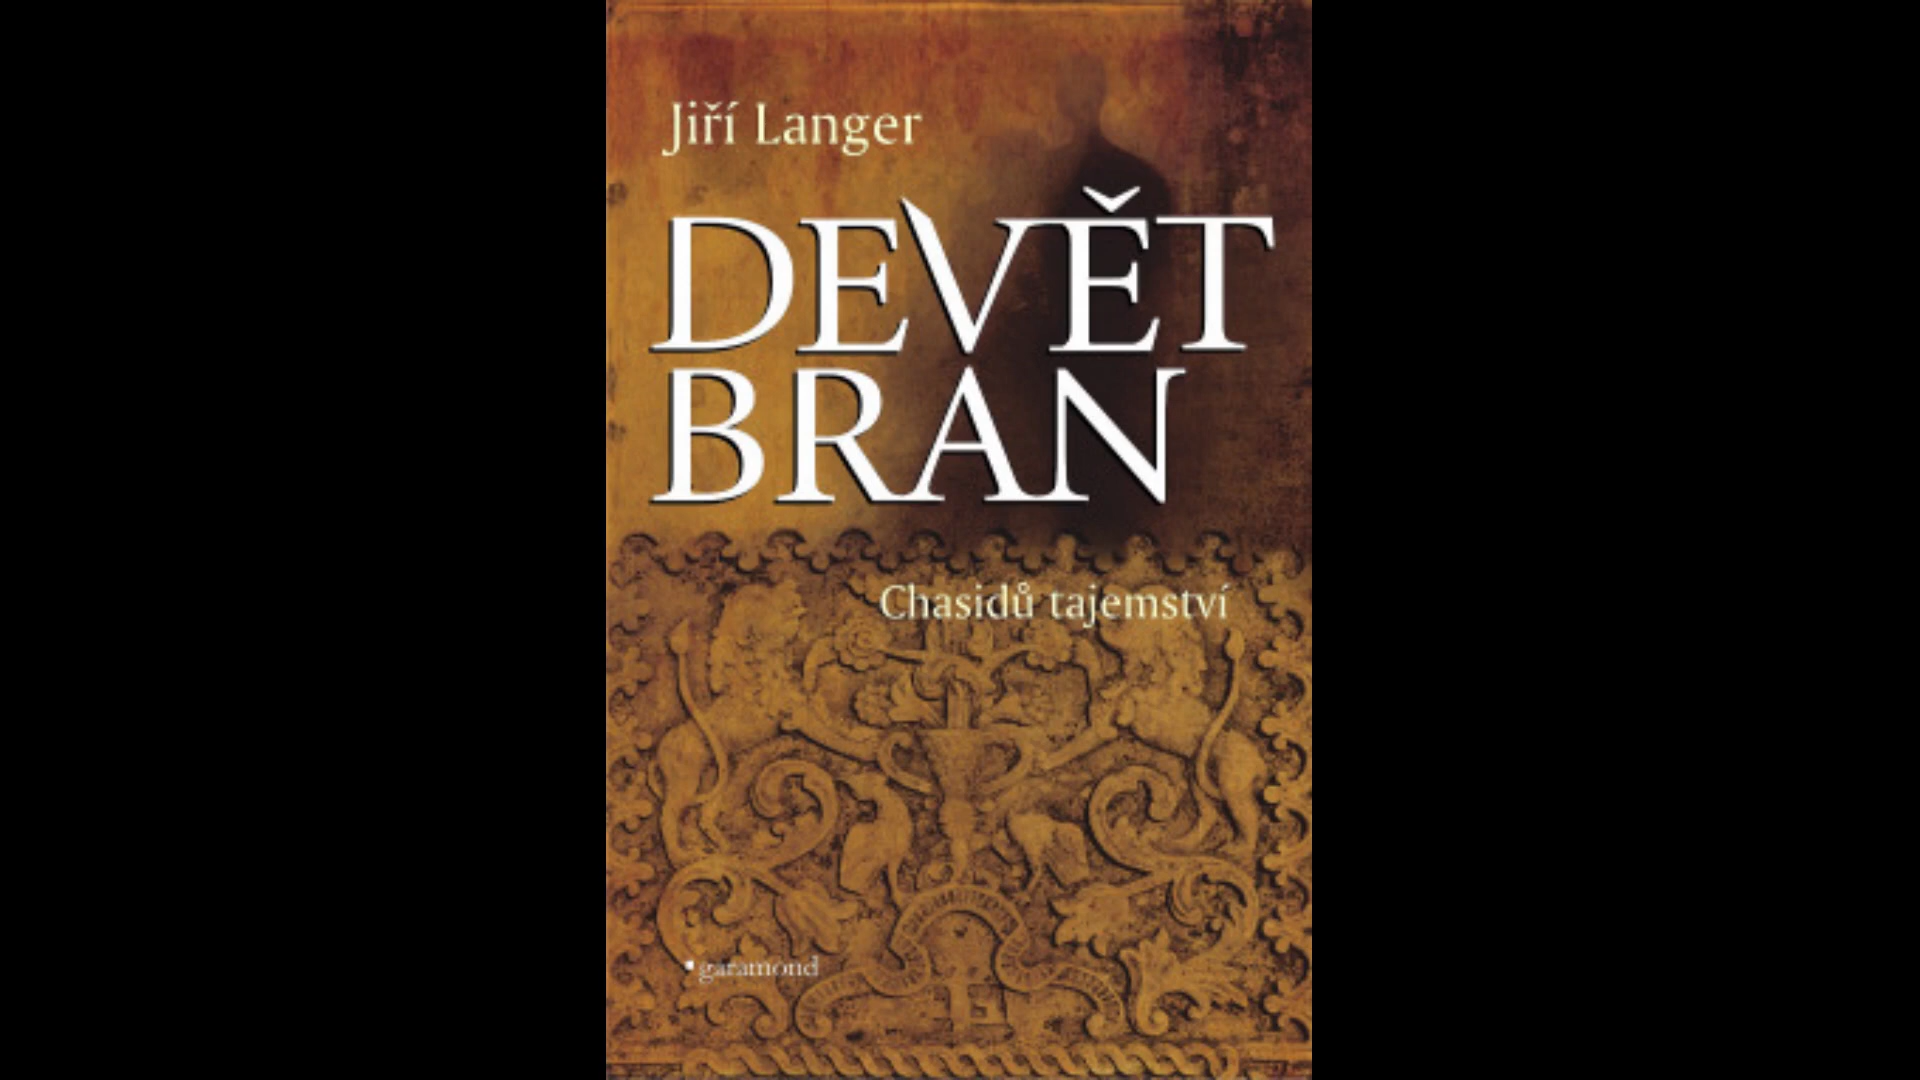 Jiří Langer
DEVĚT
BRAN
Chasidů tajemství
garamond